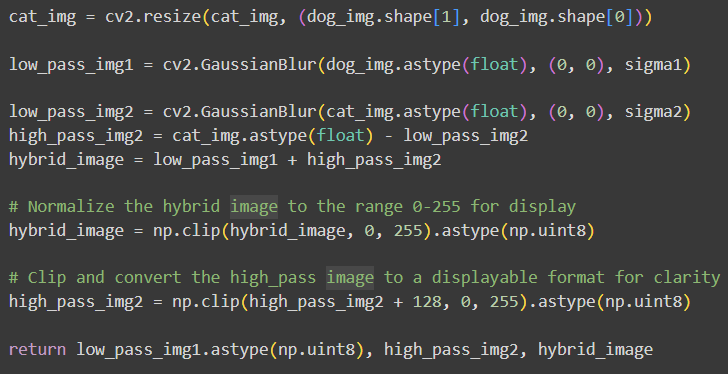 cat_img = cv2.resize(cat_img, (dog_img.shape[1], dog_img.shape[0]))
low_pass_img1 = cv2.GaussianBlur(dog_img.astype(float), (0, 0), sigma1)
low_pass_img2 = cv2.GaussianBlur(cat_img.astype(float), (0, 0), sigma2)
high_pass_img2 = cat_img.astype(float) - low_pass_img2
hybrid_image = low_pass_img1 + high_pass_img2
# Normalize the hybrid image to the range 0-255 for display
hybrid_image = np.clip(hybrid_image, 0, 255).astype(np.uint8)
# Clip and convert the high_pass image to a displayable format for clarity
high_pass_img2 = np.clip(high_pass_img2 + 128, 0, 255).astype(np.uint8)
return low_pass_img1.astype(np.uint8), high_pass_img2, hybrid_image